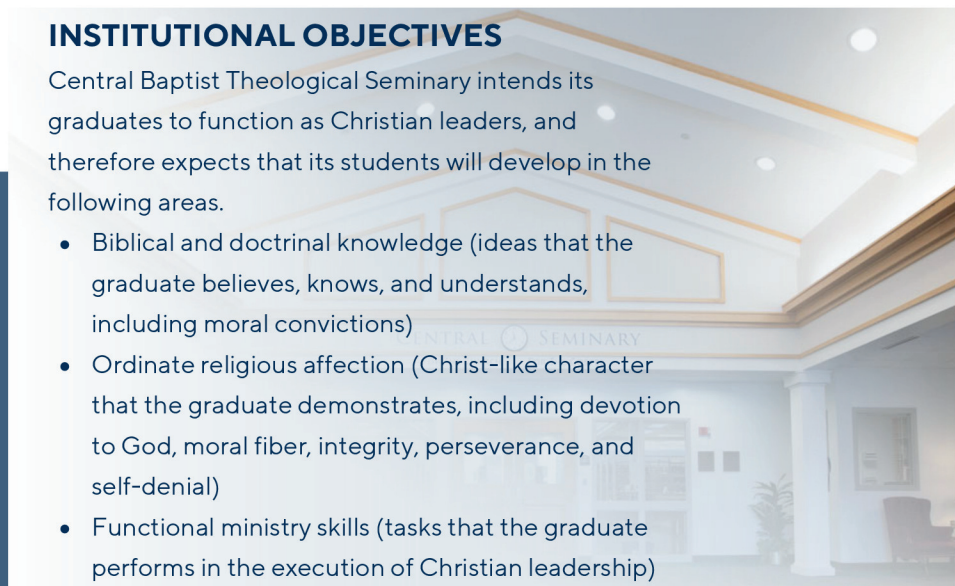 INSTITUTIONAL OBJECTIVES
Central Baptist Theological Seminary intends its
graduates to function as Christian leaders, and
therefore expects that its students will develop in the
following areas.
• Biblical and doctrinal knowledge (ideas that the
graduate believes, knows, and understands,
including moral convictions)
CENTRAL SEMINARY
• Ordinate religious affection (Christ-like character
that the graduate demonstrates, including devotion
to God, moral fiber, integrity, perseverance, and
self-denial)
• Functional ministry skills (tasks that the graduate
performs in the execution of Christian leadership)